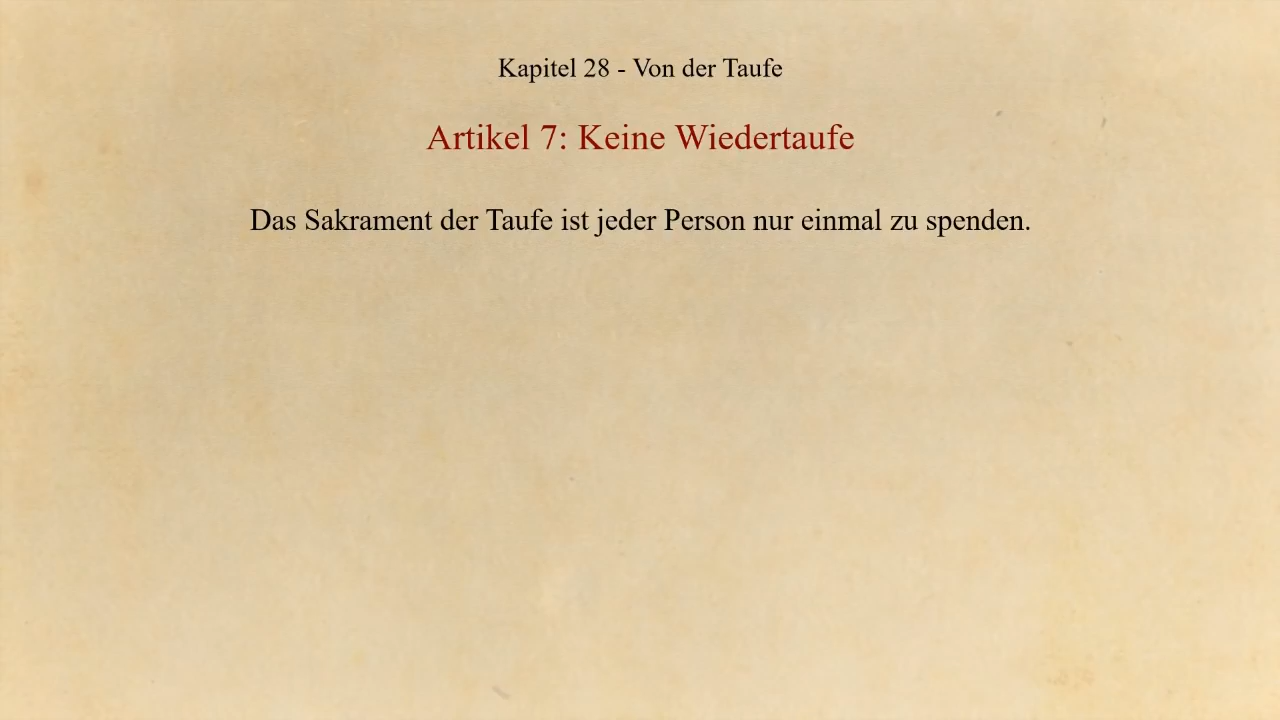 Kapitel 28 - Von der Taufe
Artikel 7: Keine Wiedertaufe
Das Sakrament der Taufe ist jeder Person nur einmal zu spenden.